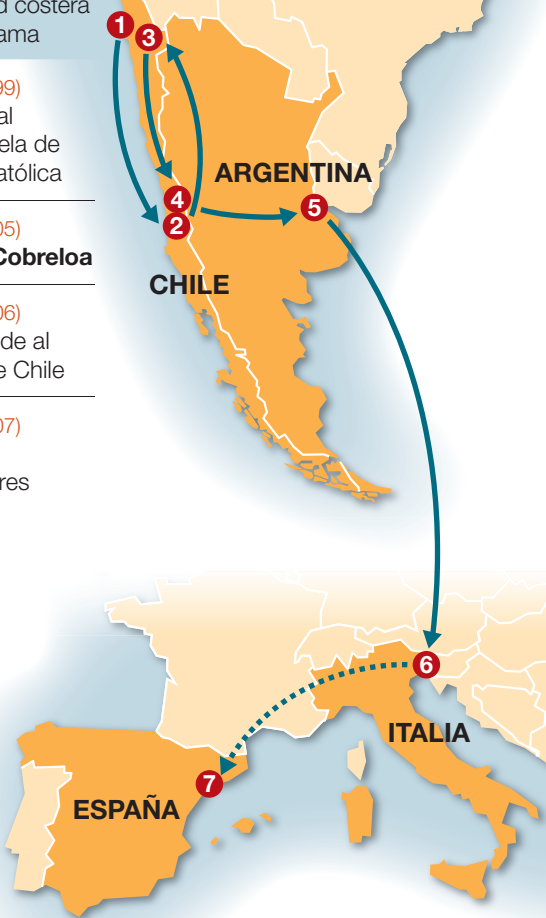 d costera
ama
99)
al
ela de
atólica
05)
Cobreloa
06)
de al
e Chile
07)
res
1
3
ARGENTINA
4
5
2
CHILE
6
ITALIA
7
ESPAÑA